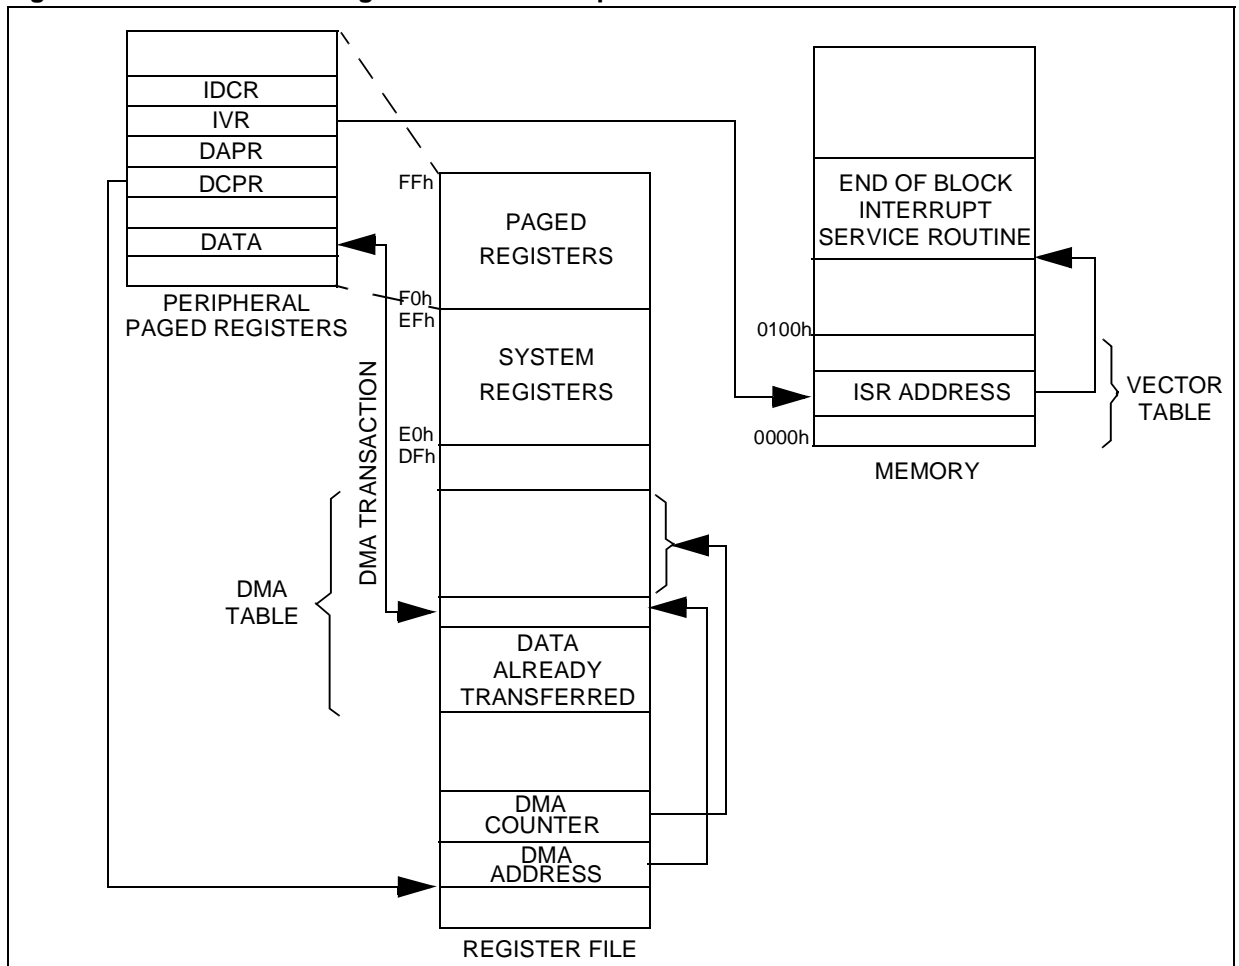 IDCR
IVR
DAPR
DCPR
DATA
PERIPHERAL
PAGED REGISTERS
FFh
PAGED
REGISTERS
F0h
EFh
SYSTEM
REGISTERS
E0h
DFh
DMA TRANSACTION
DMA
TABLE
DATA
ALREADY
TRANSFERRED
DMA
COUNTER
DMA
ADDRESS
REGISTER FILE
END OF BLOCK
INTERRUPT
SERVICE ROUTINE
0100h
ISR ADDRESS
0000h
VECTOR
TABLE
MEMORY